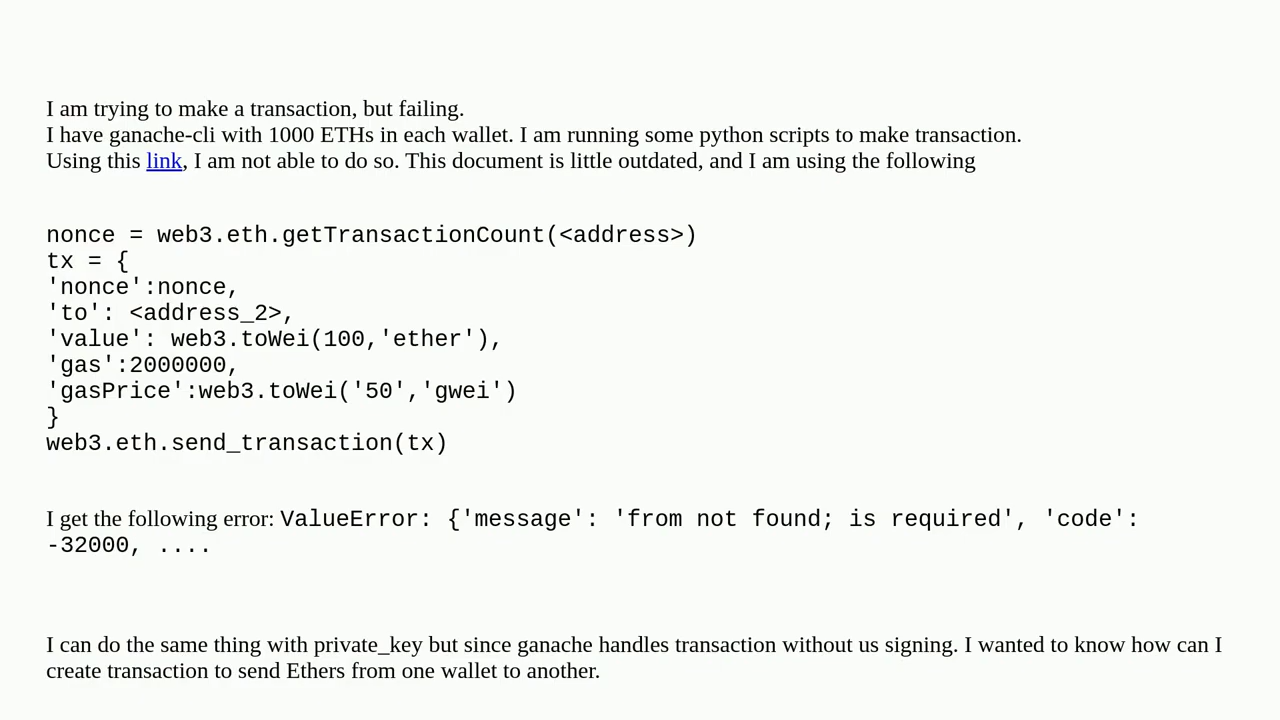 I am trying to make a transaction, but failing.
I have ganache-cli with 1000 ETHs in each wallet. I am running some python scripts to make transaction.
Using this link, I am not able to do so. This document is little outdated, and I am using the following
nonce = web3.eth.getTransactionCount(<address>)
tx = {
'nonce':nonce,
'to': <address_2>,
'value': web3.toWei(100,'ether'),
'gas':2000000,
'gasPrice':web3.toWei('50','gwei')
}
web3.eth.send_transaction(tx)
I get the following error: ValueError: {'message': 'from not found; is required', 'code':
-32000, ....
I can do the same thing with private_key but since ganache handles transaction without us signing. I wanted to know how can I
create transaction to send Ethers from one wallet to another.